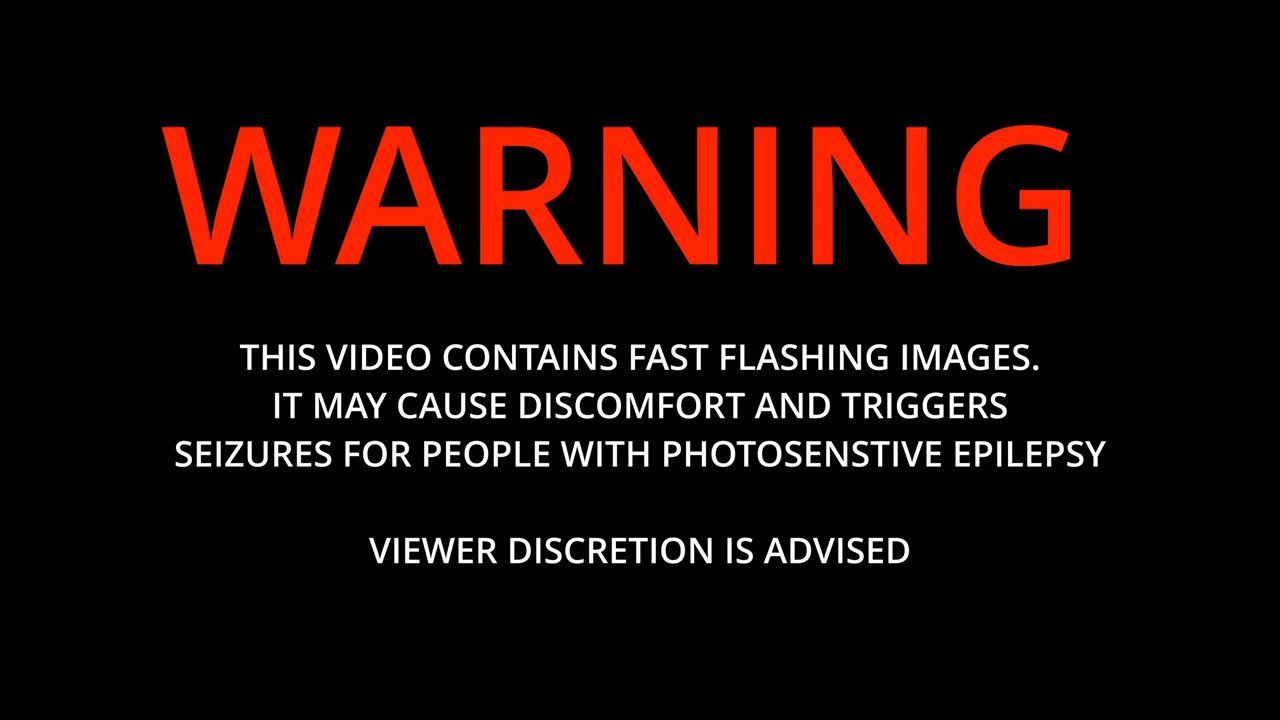 WARNING
THIS VIDEO CONTAINS FAST FLASHING IMAGES.
IT MAY CAUSE DISCOMFORT AND TRIGGERS
SEIZURES FOR PEOPLE WITH PHOTOSENSTIVE EPILEPSY
VIEWER DISCRETION IS ADVISED